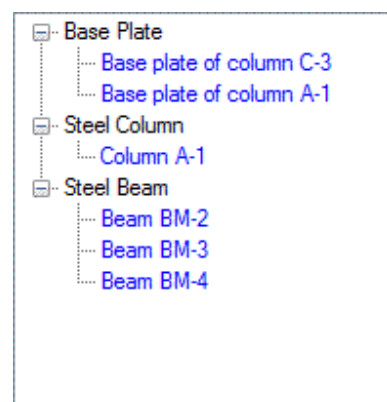 Base Plate
Base plate of column C-3
Base plate of column A-1
Steel Column
Column A-1
Steel Beam
Beam BM-2
Beam BM-3
Beam BM-4